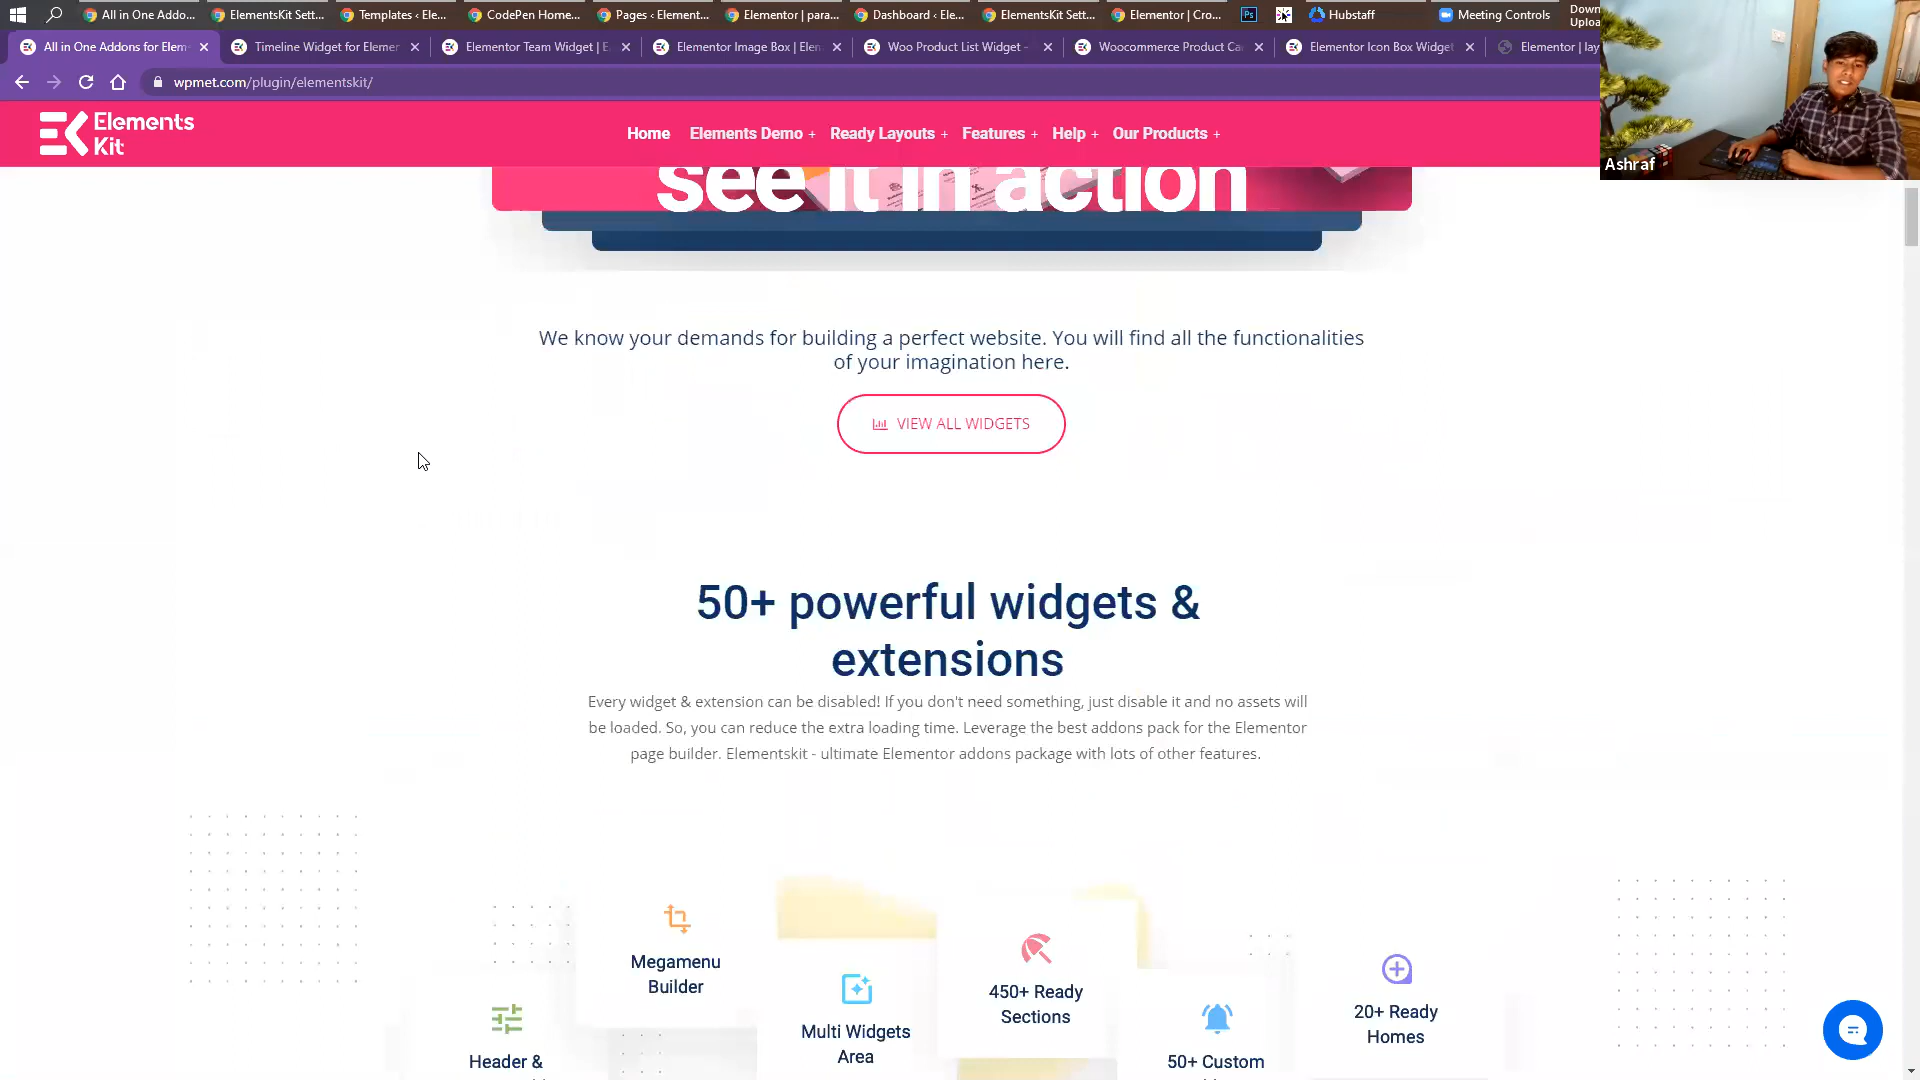 All in One Addo...
ElementsKit Sett...
Templates ‹ Ele...
CodePen Home...
Pages ‹ Element...
Elementor | para...
Dashboard ‹ Ele...
ElementsKit Sett...
Elementor | Cro...
Ps
Hubstaff
Meeting Controls
Down
Uploa
All in One Addons for Elem
Timeline Widget for Elemer
Elementor Team Widget | E
Elementor Image Box | Elen
Woo Product List Widget -
Woocommerce Product Ca
Elementor Icon Box Widget
Elementor | lay
wpmet.com/plugin/elementskit/
Elements
Kit
Home
Elements Demo +
Ready Layouts +
Features +
Help +
Our Products +
Ashraf
see it in action
We know your demands for building a perfect website. You will find all the functionalities
of your imagination here.
VIEW ALL WIDGETS
50+ powerful widgets &
extensions
Every widget & extension can be disabled! If you don't need something, just disable it and no assets will
be loaded. So, you can reduce the extra loading time. Leverage the best addons pack for the Elementor
page builder. Elementskit - ultimate Elementor addons package with lots of other features.
Megamenu
Builder
450+ Ready
Sections
20+ Ready
Homes
Multi Widgets
Area
Header &
50+ Custom